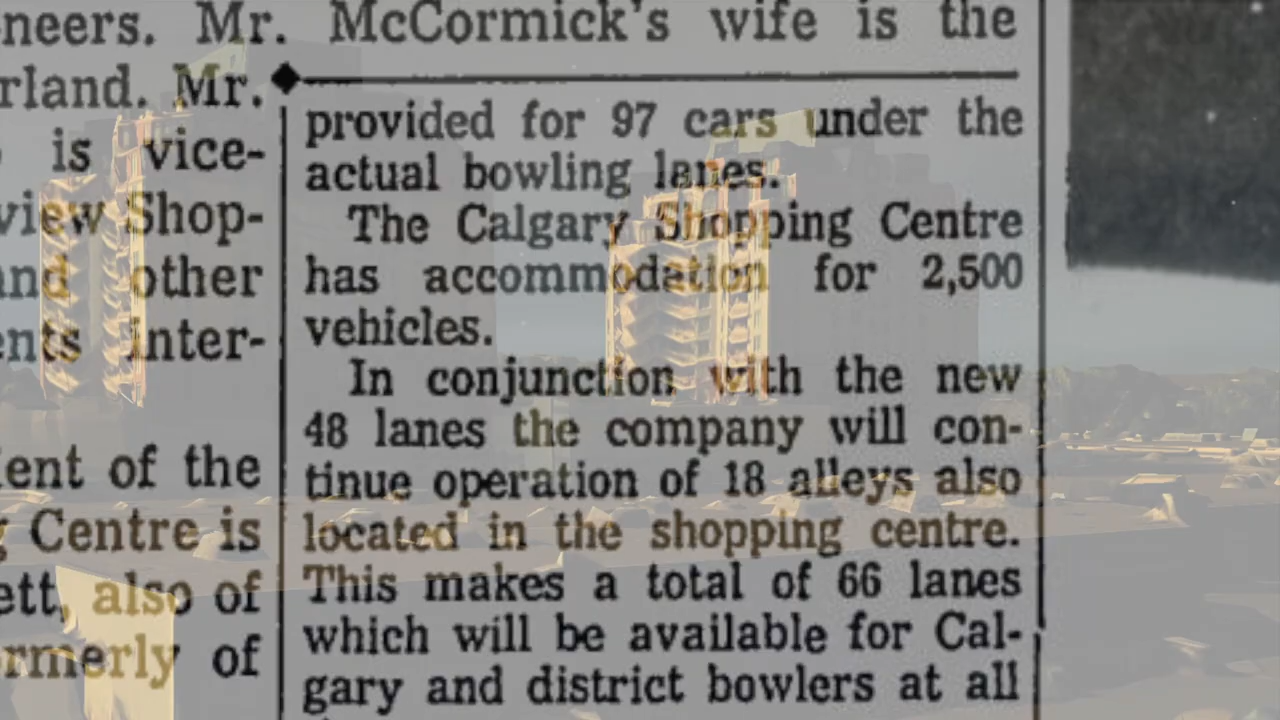 neers. Mr. McCormick's wife is the
rland. Mr.
is vice-
view Shop-
and other
ents inter-
ent of the
Centre is
ett, also of
ormerly of
provided for 97 cars under the
actual bowling lanes.
The Calgary Shopping Centre
has accommodation for 2,500
vehicles.
In conjunction with the new
48 lanes the company will con-
tinue operation of 18 alleys also
located in the shopping centre.
This makes a total of 66 lanes
which will be available for Cal-
gary and district bowlers at all